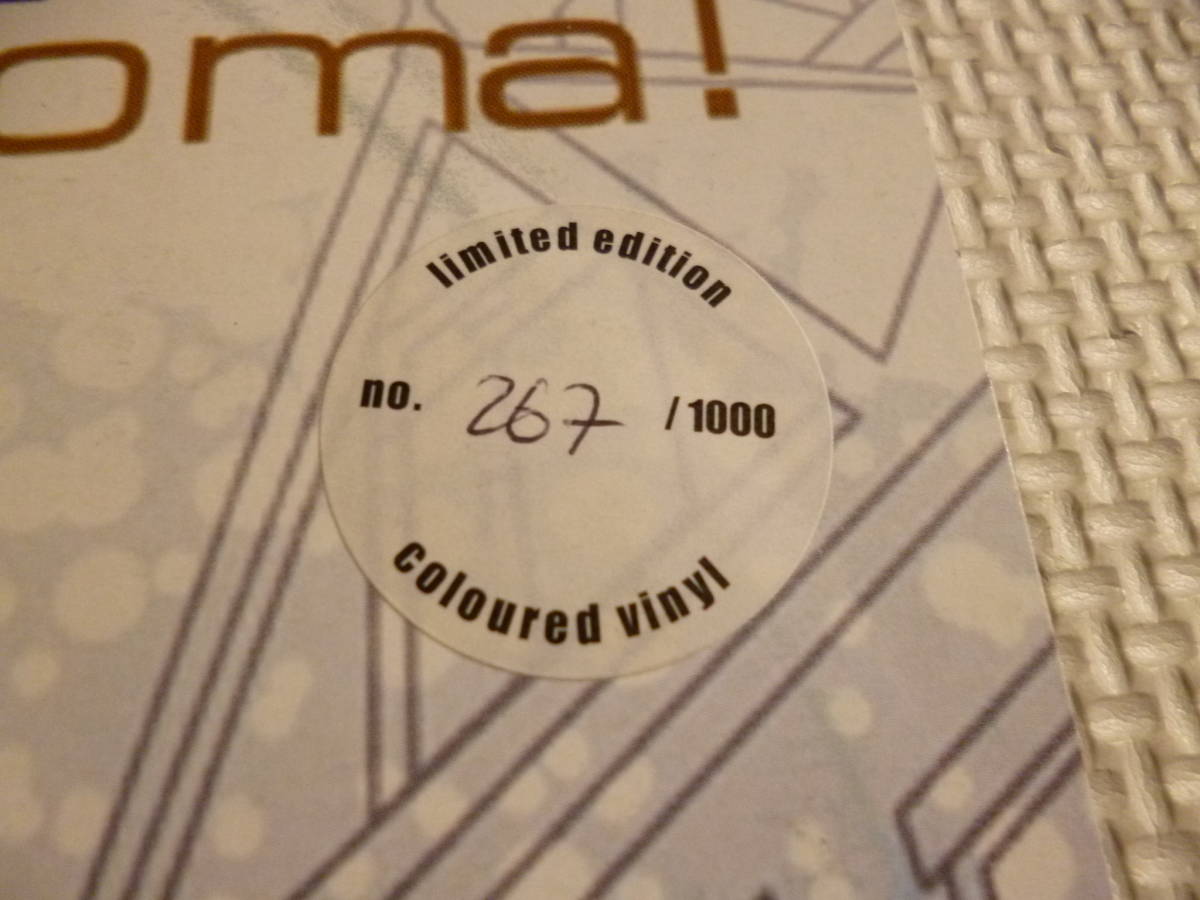 oma!
limited edition
no. 267 / 1000
coloured vinyl